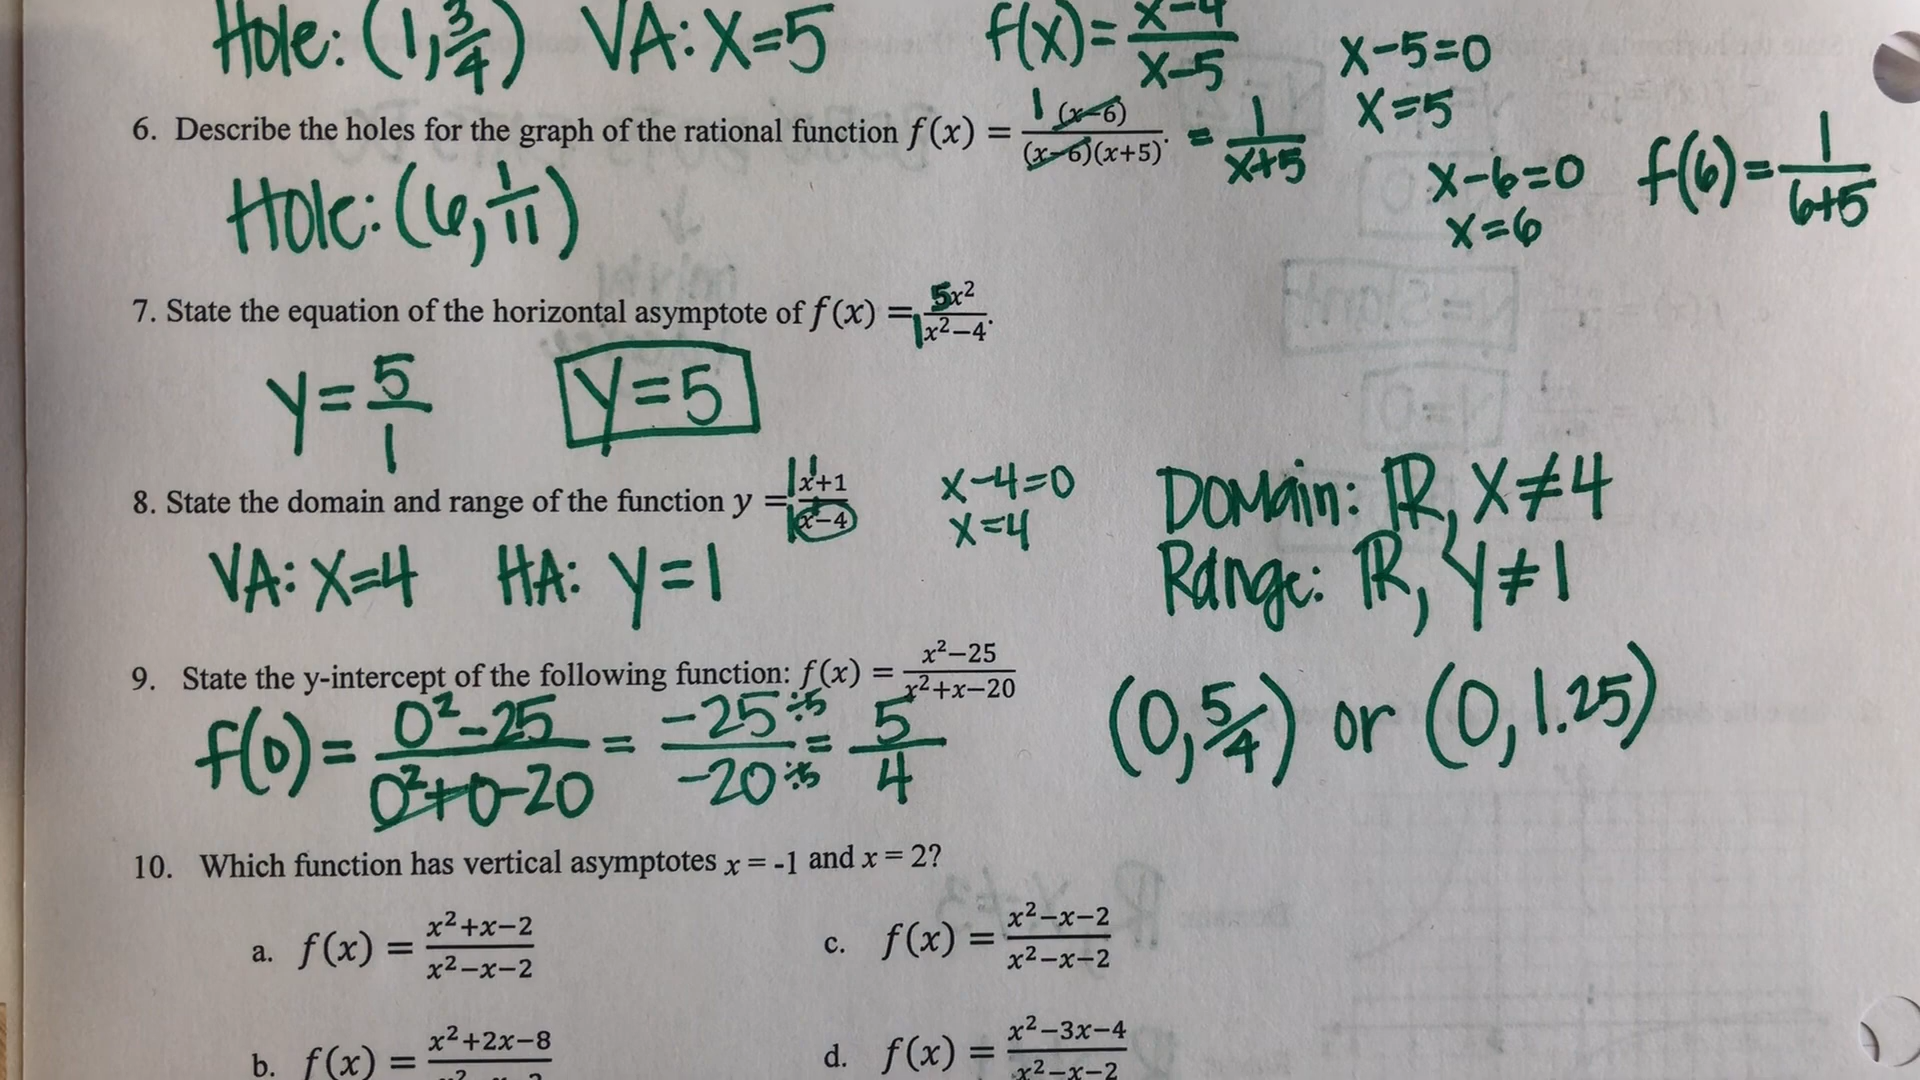 Hole: (1, 3/4) VA: X=5 f(x) = x-4/x-5 x-5=0
x=5
6. Describe the holes for the graph of the rational function f(x) = 1(x-6)/(x-6)(x+5). = 1/x+5
x-6=0 f(6) = 1/6+5
x=6
Hole: (6, 1/11)
7. State the equation of the horizontal asymptote of f(x) = 5x²/1x²-4.
y = 5/1 y=5
8. State the domain and range of the function y = 1x¹+1/1x¹-4 x-4=0 Domain: ℝ, X≠4
x=4
VA: X=4 HA: y=1 Range: ℝ, Y≠1
9. State the y-intercept of the following function: f(x) = x²-25/x²+x-20
f(0) = 0²-25/0²+0-20 = -25÷5/-20÷5 = 5/4 (0, 5/4) or (0, 1.25)
10. Which function has vertical asymptotes x = -1 and x = 2?
a. f(x) = x²+x-2/x²-x-2 c. f(x) = x²-x-2/x²-x-2
b. f(x) = x²+2x-8 d. f(x) = x²-3x-4/x²-x-2